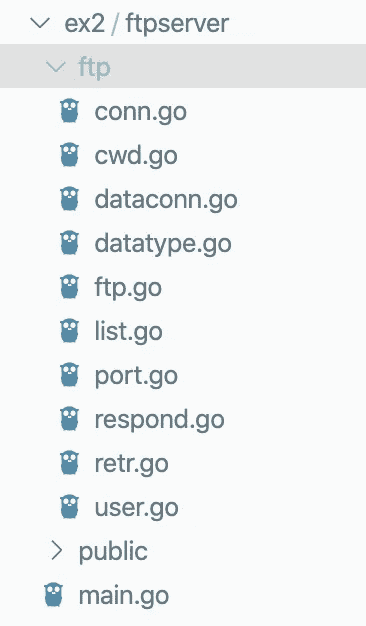 ex2 / ftpserver
ftp
conn.go
cwd.go
dataconn.go
datatype.go
ftp.go
list.go
port.go
respond.go
retr.go
user.go
public
main.go